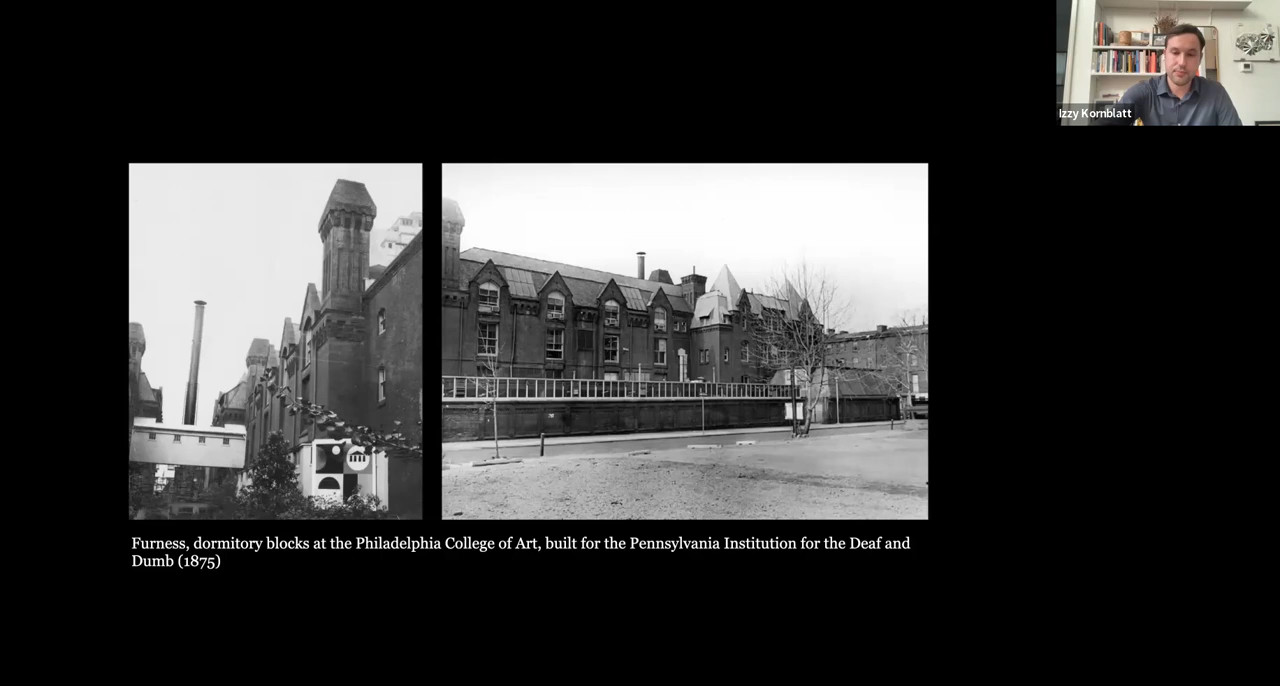 Izzy Kornblatt
Furness, dormitory blocks at the Philadelphia College of Art, built for the Pennsylvania Institution for the Deaf and
Dumb (1875)